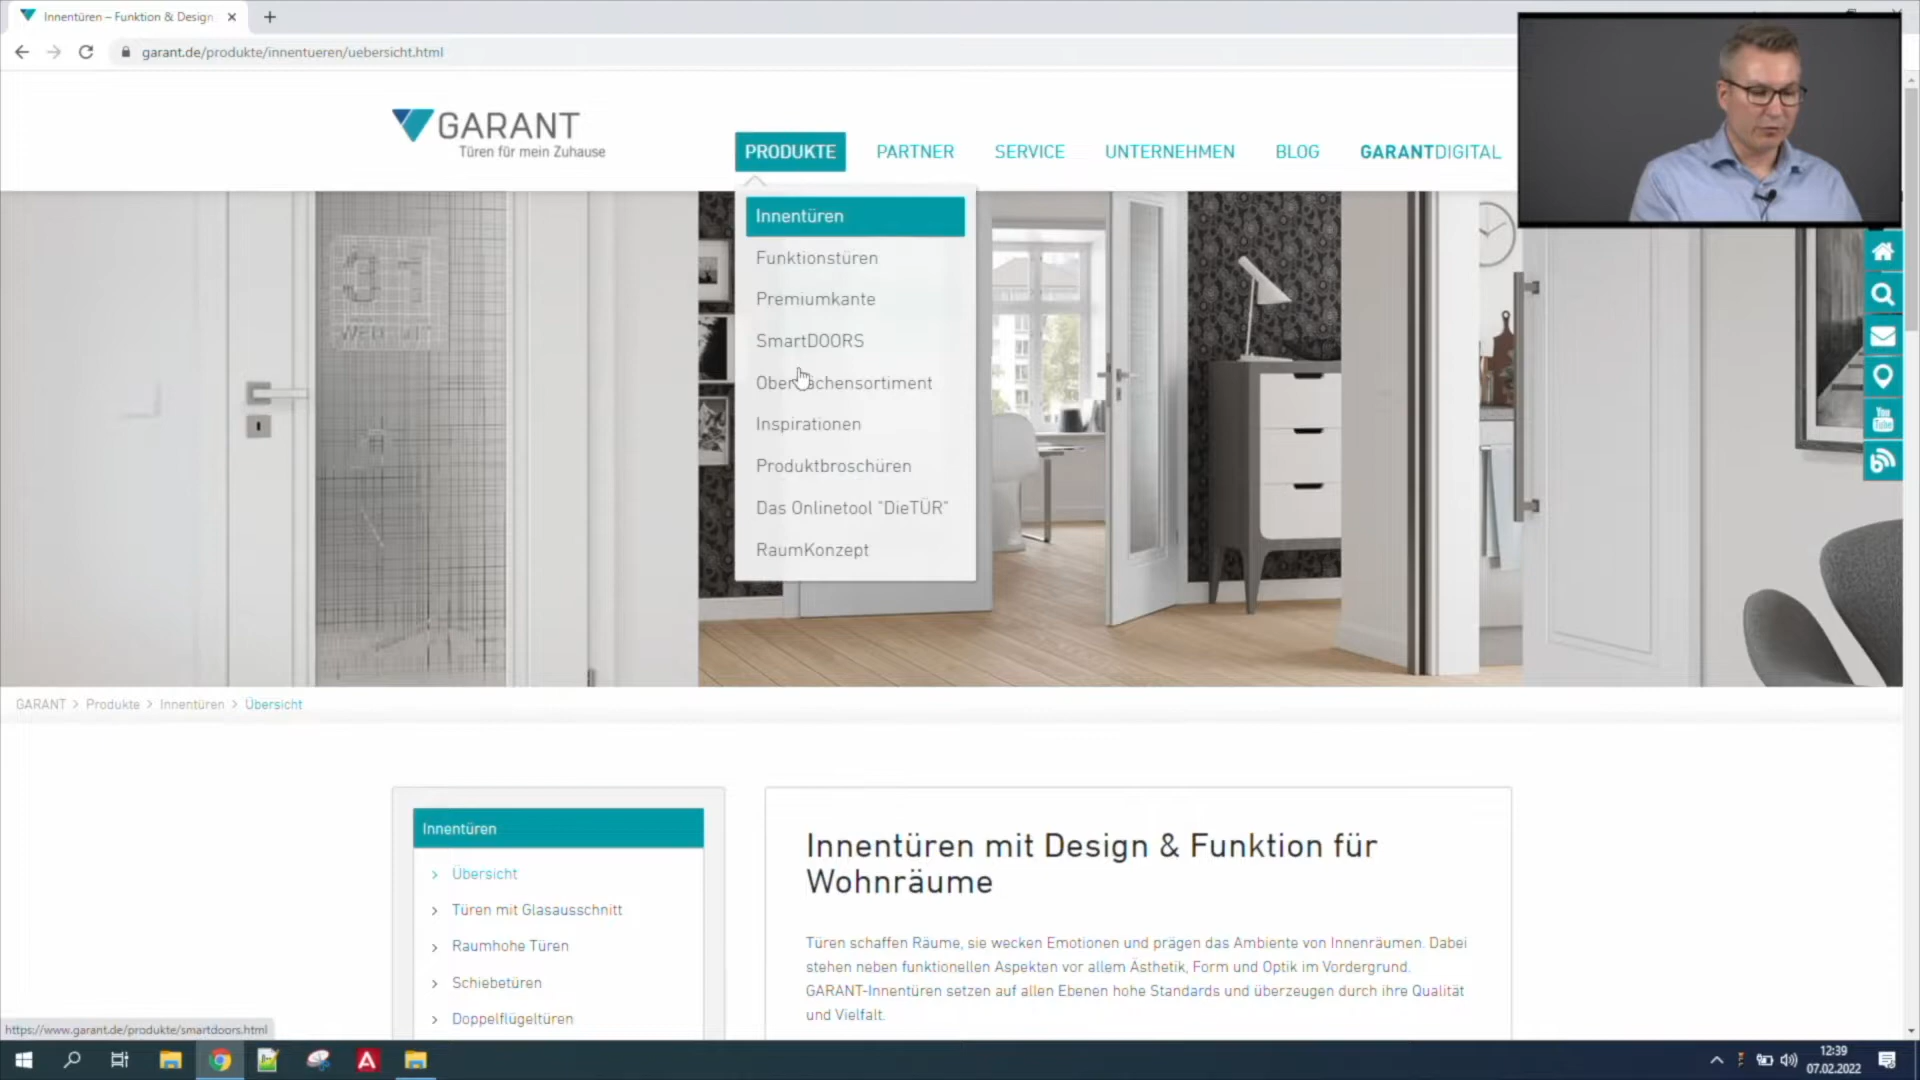 Innentüren – Funktion & Design
garant.de/produkte/innentueren/uebersicht.html
GARANT
Türen für mein Zuhause
PRODUKTE PARTNER SERVICE UNTERNEHMEN BLOG GARANTDIGITAL
Innentüren
Funktionstüren
Premiumkante
SmartDOORS
Oberflächensortiment
Inspirationen
Produktbroschüren
Das Onlinetool "DieTÜR"
RaumKonzept
You
Tube
GARANT > Produkte > Innentüren > Übersicht
Innentüren
> Übersicht
> Türen mit Glasausschnitt
> Raumhohe Türen
> Schiebetüren
> Doppelflügeltüren
Innentüren mit Design & Funktion für
Wohnräume
Türen schaffen Räume, sie wecken Emotionen und prägen das Ambiente von Innenräumen. Dabei
stehen neben funktionellen Aspekten vor allem Ästhetik, Form und Optik im Vordergrund.
GARANT-Innentüren setzen auf allen Ebenen hohe Standards und überzeugen durch ihre Qualität
und Vielfalt.
https://www.garant.de/produkte/smartdoors.html
12:39
07.02.2022